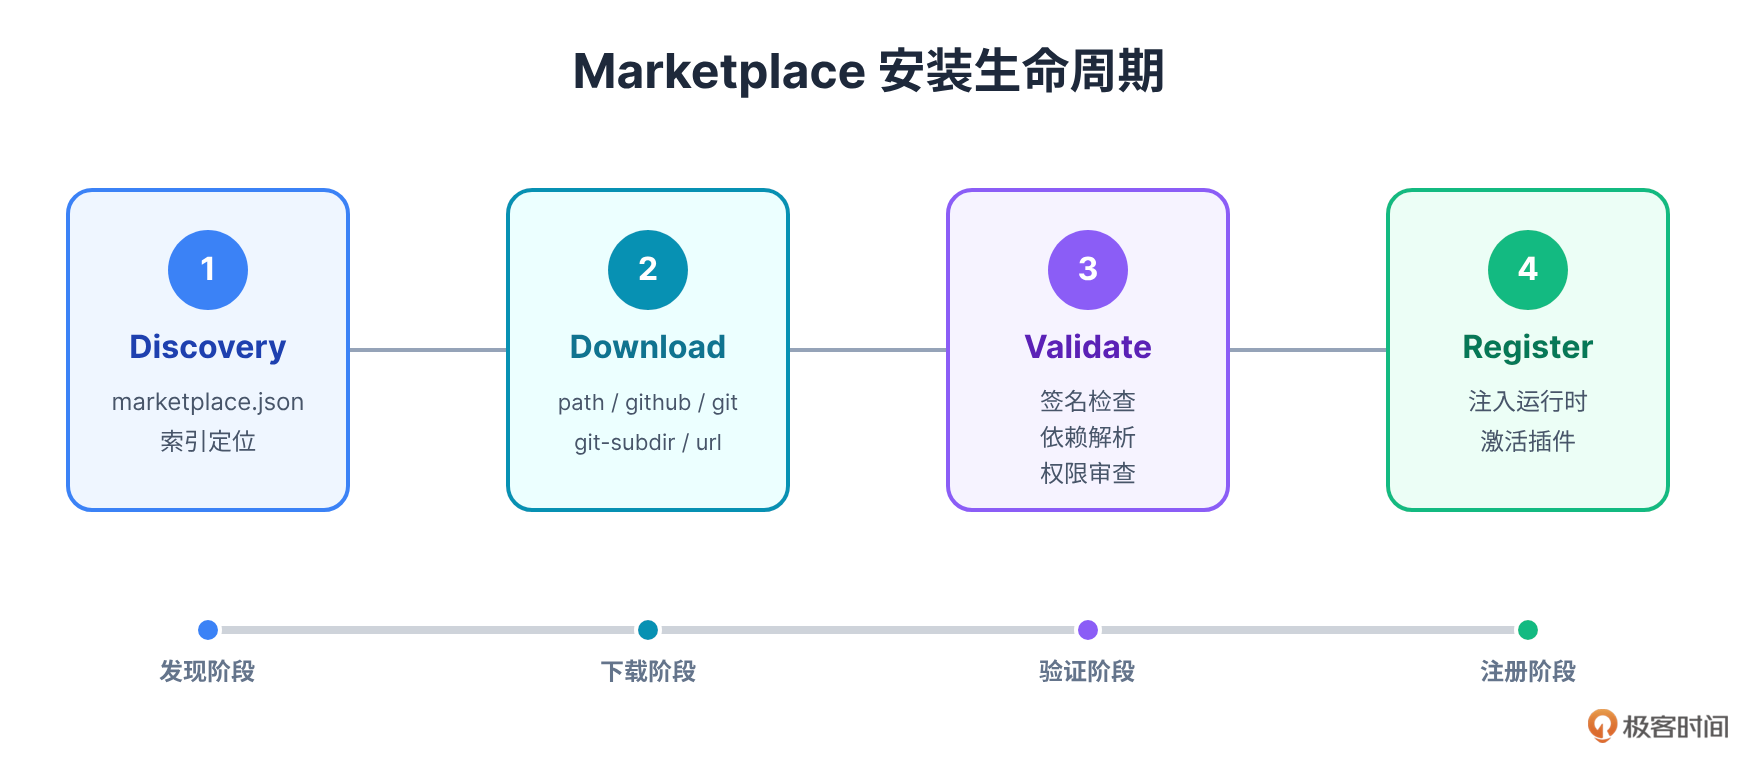 Marketplace 安装生命周期
1
Discovery
marketplace.json
索引定位
2
Download
path / github / git
git-subdir / url
3
Validate
签名检查
依赖解析
权限审查
4
Register
注入运行时
激活插件
发现阶段
下载阶段
验证阶段
注册阶段
极客时间